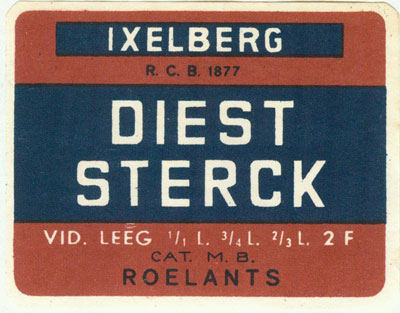 IXELBERG
R. C. B. 1877
DIEST
STERCK
VID. LEEG 1/1 L. 3/4 L. 2/3 L. 2 F
CAT. M. B.
ROELANTS